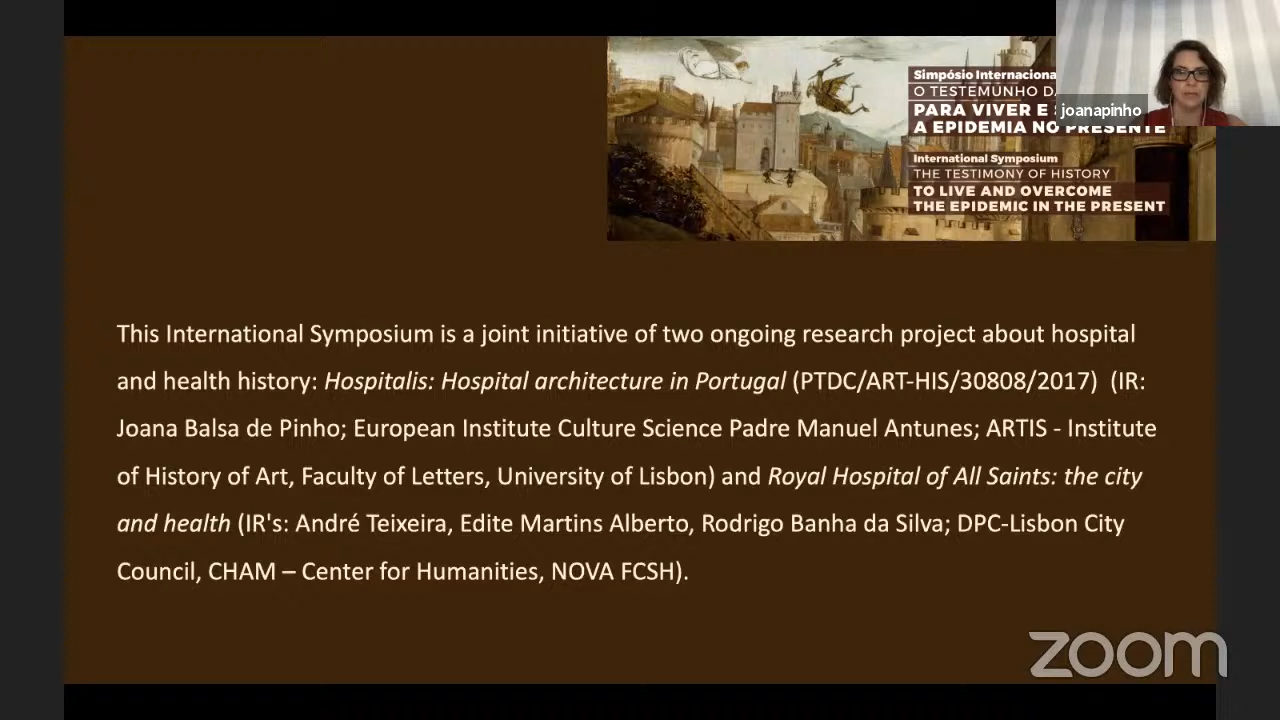 Simpósio Internaciona
O TESTEMUNHO DA
PARA VIVER E
A EPIDEMIA NO PRESENTE
joanapinho
International Symposium
THE TESTIMONY OF HISTORY
TO LIVE AND OVERCOME
THE EPIDEMIC IN THE PRESENT
This International Symposium is a joint initiative of two ongoing research project about hospital
and health history: Hospitalis: Hospital architecture in Portugal (PTDC/ART-HIS/30808/2017) (IR:
Joana Balsa de Pinho; European Institute Culture Science Padre Manuel Antunes; ARTIS - Institute
of History of Art, Faculty of Letters, University of Lisbon) and Royal Hospital of All Saints: the city
and health (IR's: André Teixeira, Edite Martins Alberto, Rodrigo Banha da Silva; DPC-Lisbon City
Council, CHAM – Center for Humanities, NOVA FCSH).
zoom